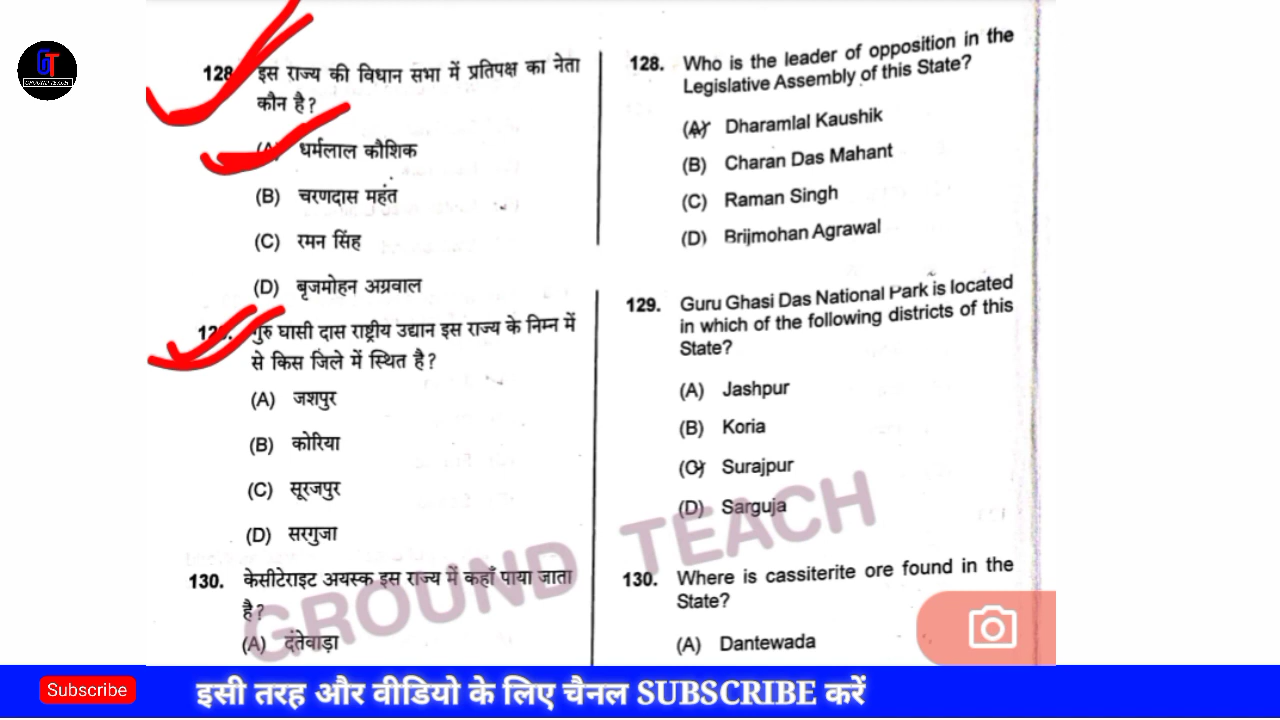 GT
128. इस राज्य की विधान सभा में प्रतिपक्ष का नेता
कौन है?
(A) धर्मलाल कौशिक
(B) चरणदास महंत
(C) रमन सिंह
(D) बृजमोहन अग्रवाल
129. गुरु घासी दास राष्ट्रीय उद्यान इस राज्य के निम्न में
से किस जिले में स्थित है?
(A) जशपुर
(B) कोरिया
(C) सूरजपुर
(D) सरगुजा
130. केसीटेराइट अयस्क इस राज्य में कहाँ पाया जाता
है?
(A) दंतेवाड़ा
128. Who is the leader of opposition in the
Legislative Assembly of this State?
(A) Dharamlal Kaushik
(B) Charan Das Mahant
(C) Raman Singh
(D) Brijmohan Agrawal
129. Guru Ghasi Das National Park is located
in which of the following districts of this
State?
(A) Jashpur
(B) Koria
(C) Surajpur
(D) Sarguja
130. Where is cassiterite ore found in the
State?
(A) Dantewada
GROUND TEACH
Subscribe
इसी तरह और वीडियो के लिए चैनल SUBSCRIBE करें